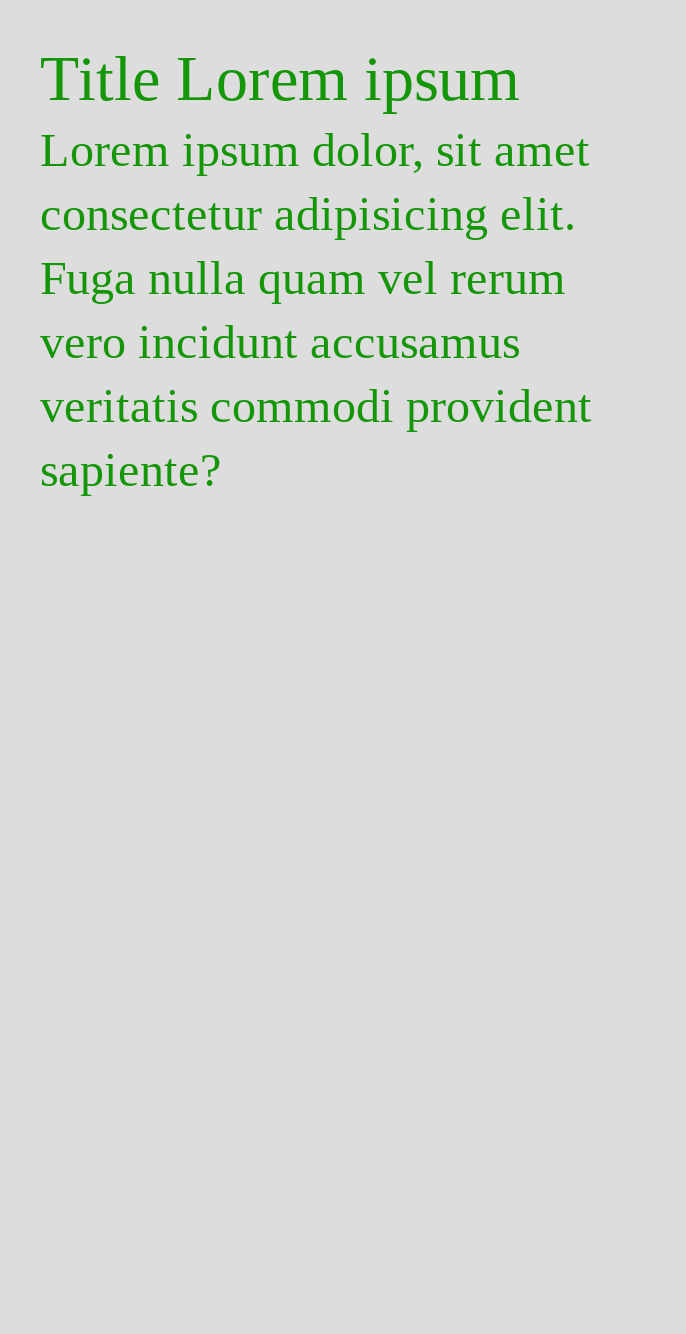 Title Lorem ipsum
Lorem ipsum dolor, sit amet
consectetur adipisicing elit.
Fuga nulla quam vel rerum
vero incidunt accusamus
veritatis commodi provident
sapiente?